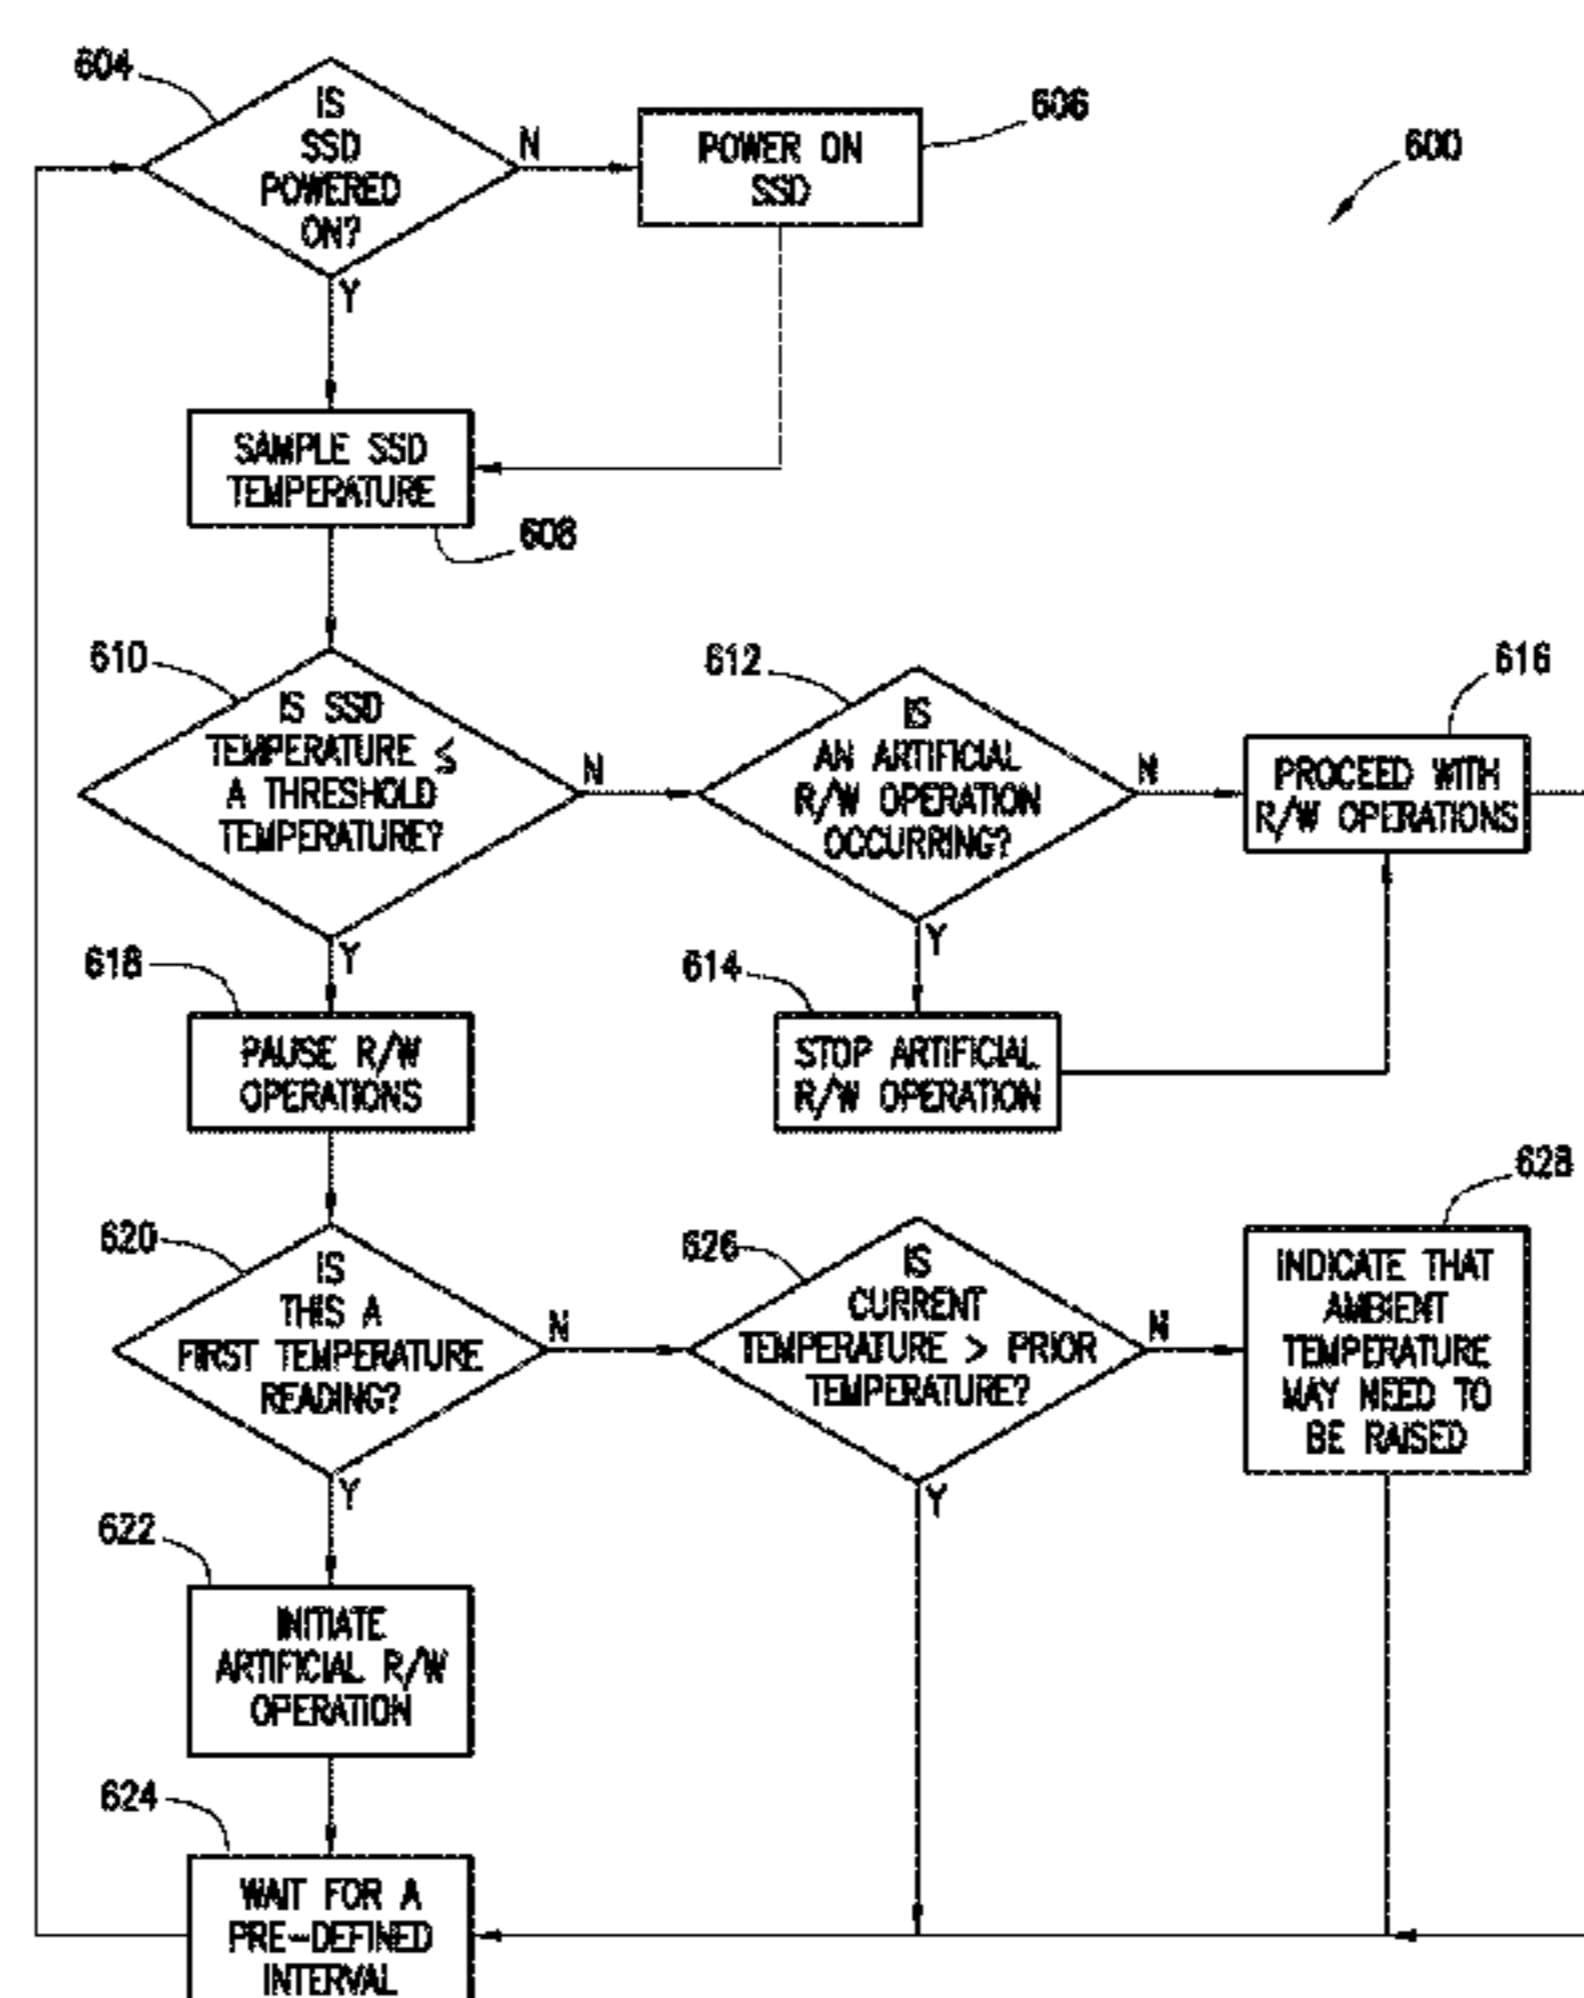 604
IS
SSD
POWERED
ON?
N
Y
POWER ON
SSD
606
600
SAMPLE SSD
TEMPERATURE
608
610
IS SSD
TEMPERATURE ≤
A THRESHOLD
TEMPERATURE?
N
Y
612
IS
AN ARTIFICIAL
R/W OPERATION
OCCURRING?
N
Y
616
PROCEED WITH
R/W OPERATIONS
618
PAUSE R/W
OPERATIONS
614
STOP ARTIFICIAL
R/W OPERATION
620
IS
THIS A
FIRST TEMPERATURE
READING?
N
Y
626
IS
CURRENT
TEMPERATURE > PRIOR
TEMPERATURE?
N
Y
628
INDICATE THAT
AMBIENT
TEMPERATURE
MAY NEED TO
BE RAISED
622
INITIATE
ARTIFICIAL R/W
OPERATION
624
WAIT FOR A
PRE-DEFINED
INTERVAL